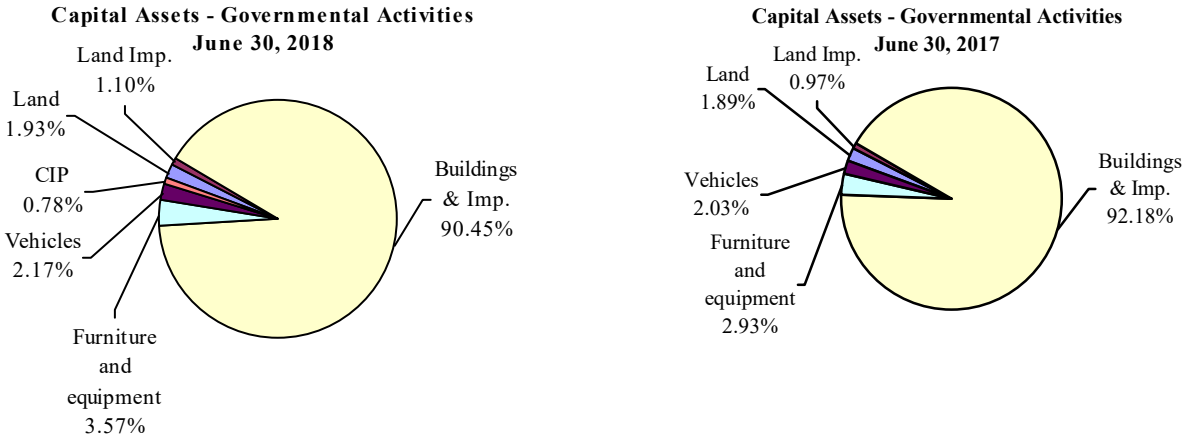 Capital Assets - Governmental Activities
June 30, 2018
Land Imp.
1.10%
Land
1.93%
CIP
0.78%
Vehicles
2.17%
Furniture
and
equipment
3.57%
Buildings
& Imp.
90.45%
Capital Assets - Governmental Activities
June 30, 2017
Land Imp.
0.97%
Land
1.89%
Vehicles
2.03%
Furniture
and
equipment
2.93%
Buildings
& Imp.
92.18%